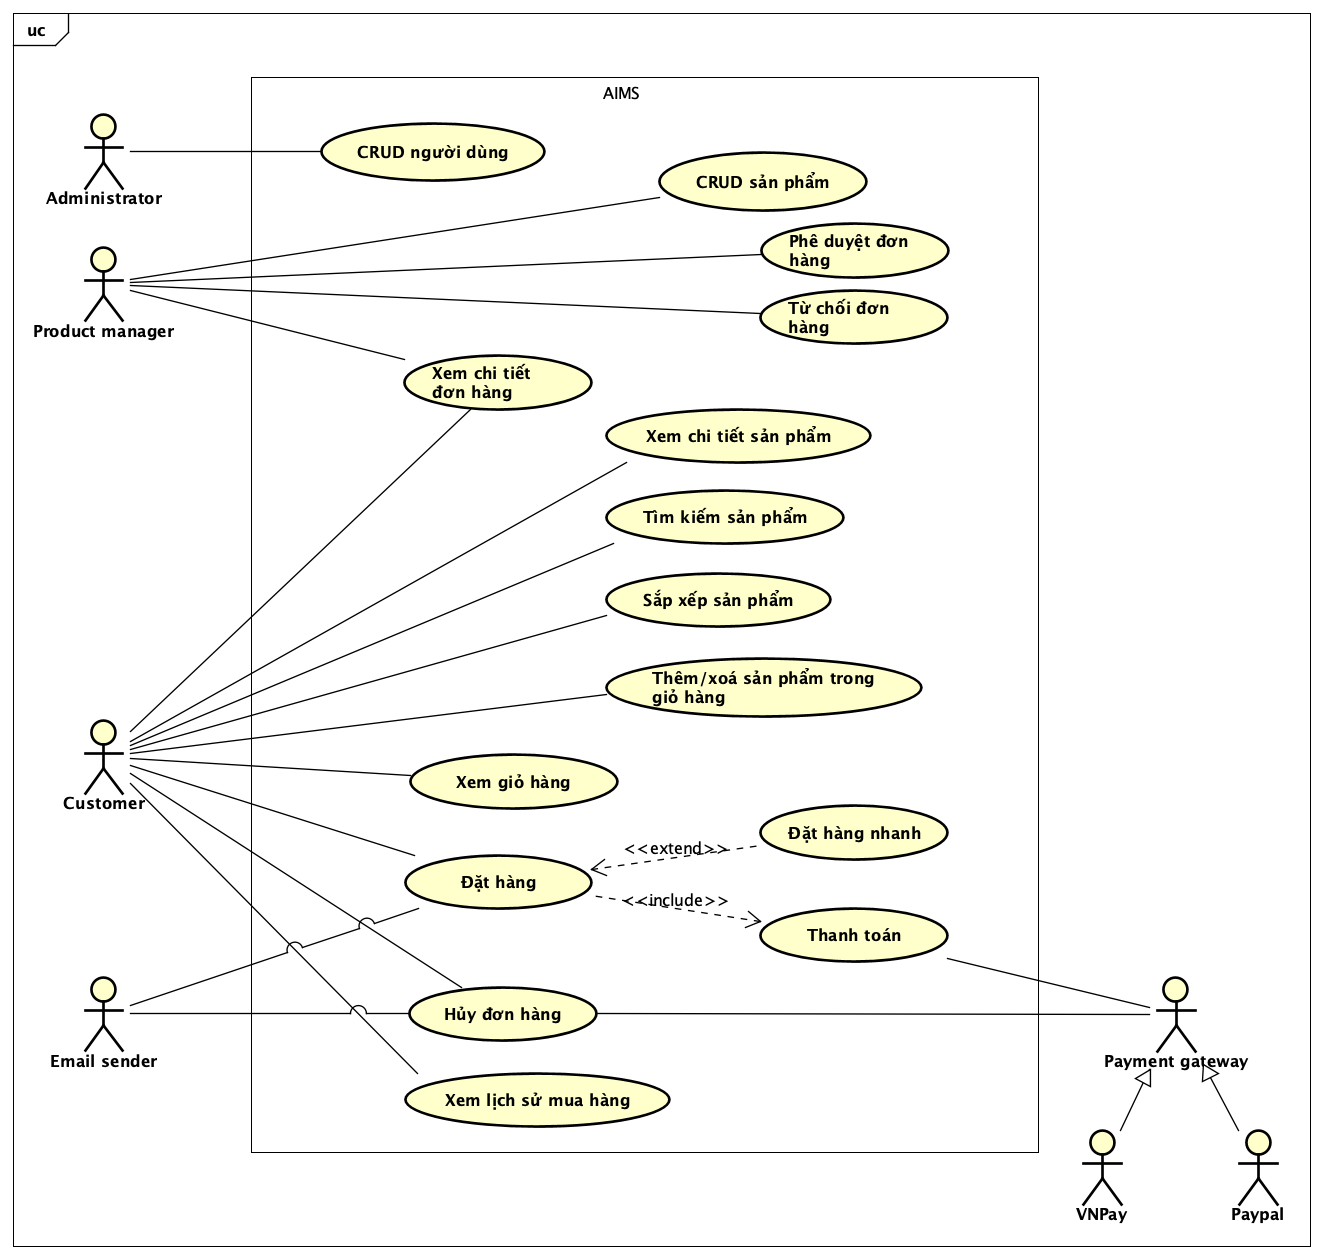 uc
AIMS
Administrator
CRUD người dùng
CRUD sản phẩm
Product manager
Phê duyệt đơn
hàng
Từ chối đơn
hàng
Xem chi tiết
đơn hàng
Xem chi tiết sản phẩm
Tìm kiếm sản phẩm
Sắp xếp sản phẩm
Thêm/xoá sản phẩm trong
giỏ hàng
Customer
Xem giỏ hàng
Đặt hàng nhanh
<<extend>>
Đặt hàng
<<include>>
Thanh toán
Email sender
Hủy đơn hàng
Payment gateway
Xem lịch sử mua hàng
VNPay
Paypal